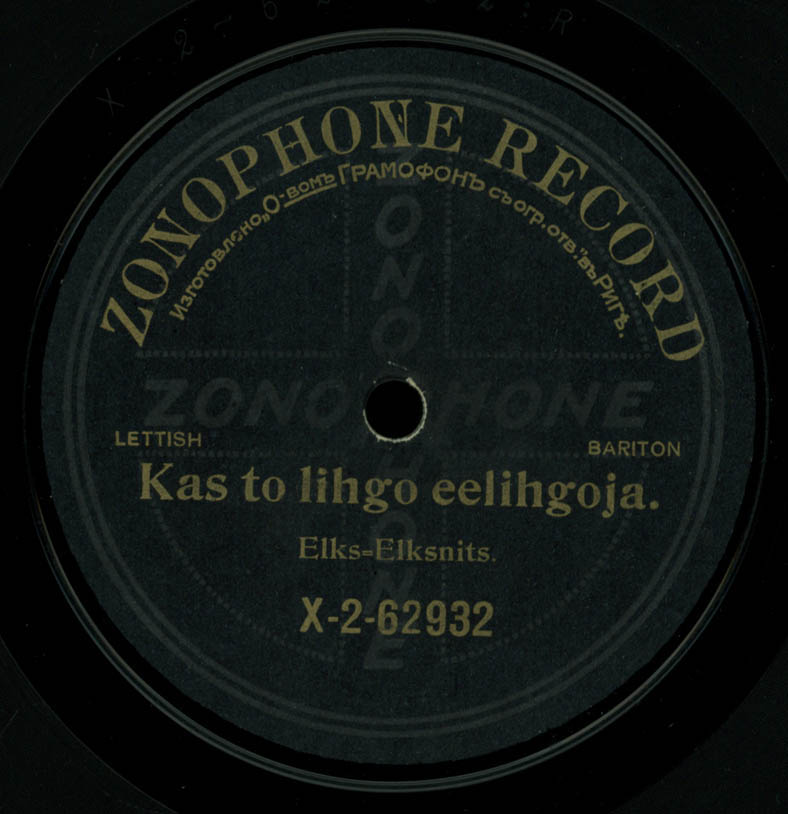 ZONOPHONE RECORD
Изготовлено „О-вомъ ГРАМОФОНЪ съ огр. отв." въ Ригѣ.
ZONOPHONE
ZONOPHONE
LETTISH
BARITON
Kas to lihgo eelihgoja.
Elks=Elksnits.
X-2-62932